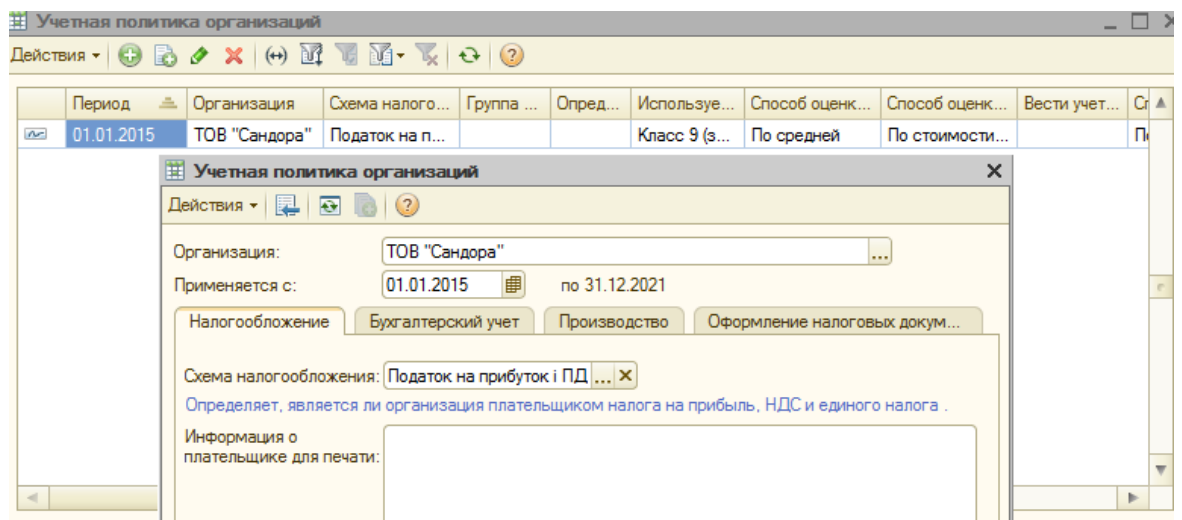 Учетная политика организаций
Действия
Период Организация Схема налого... Группа ... Опред... Используе... Способ оценк... Способ оценк... Вести учет...
01.01.2015 ТОВ "Сандора" Податок на п... Класс 9 (з... По средней По стоимости...
Учетная политика организаций
Действия
Организация: ТОВ "Сандора"
Применяется с: 01.01.2015 по 31.12.2021
Налогообложение Бухгалтерский учет Производство Оформление налоговых докум...
Схема налогообложения: Податок на прибуток і ПД ...
Определяет, является ли организация плательщиком налога на прибыль, НДС и единого налога .
Информация о
плательщике для печати: